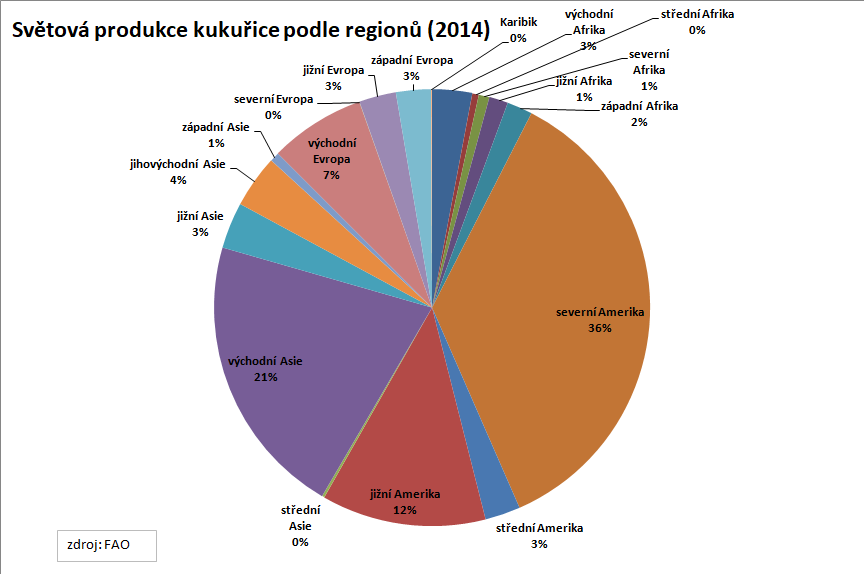 Světová produkce kukuřice podle regionů (2014)
Karibik
0%
východní
Afrika
3%
střední Afrika
0%
severní
Afrika
1%
jižní Afrika
1%
západní Afrika
2%
severní Amerika
36%
střední Amerika
3%
jižní Amerika
12%
střední
Asie
0%
východní Asie
21%
jižní Asie
3%
jihovýchodní Asie
4%
západní Asie
1%
východní
Evropa
7%
severní Evropa
0%
jižní Evropa
3%
západní Evropa
3%
zdroj: FAO